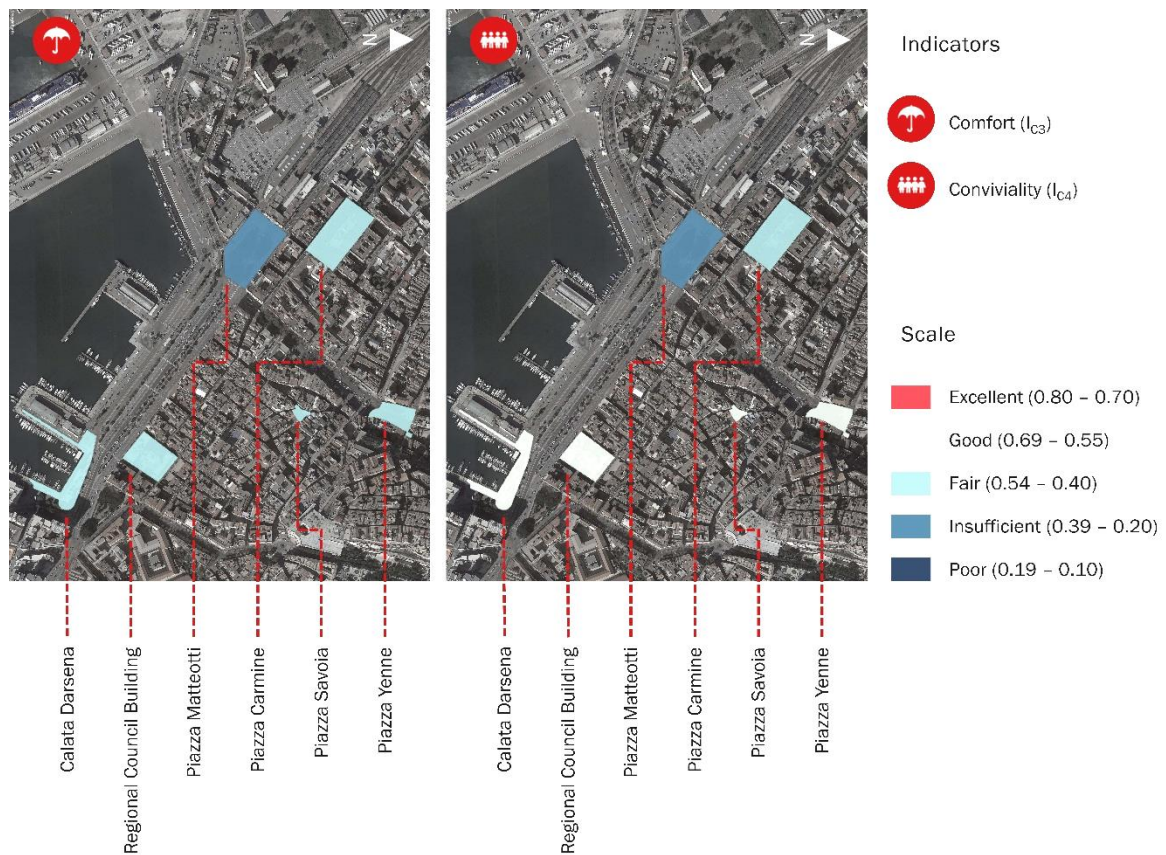 N
N
Indicators
Comfort (IC3)
Conviviality (IC4)
Scale
Excellent (0.80 – 0.70)
Good (0.69 – 0.55)
Fair (0.54 – 0.40)
Insufficient (0.39 – 0.20)
Poor (0.19 – 0.10)
Calata Darsena
Regional Council Building
Piazza Matteotti
Piazza Carmine
Piazza Savoia
Piazza Yenne
Calata Darsena
Regional Council Building
Piazza Matteotti
Piazza Carmine
Piazza Savoia
Piazza Yenne